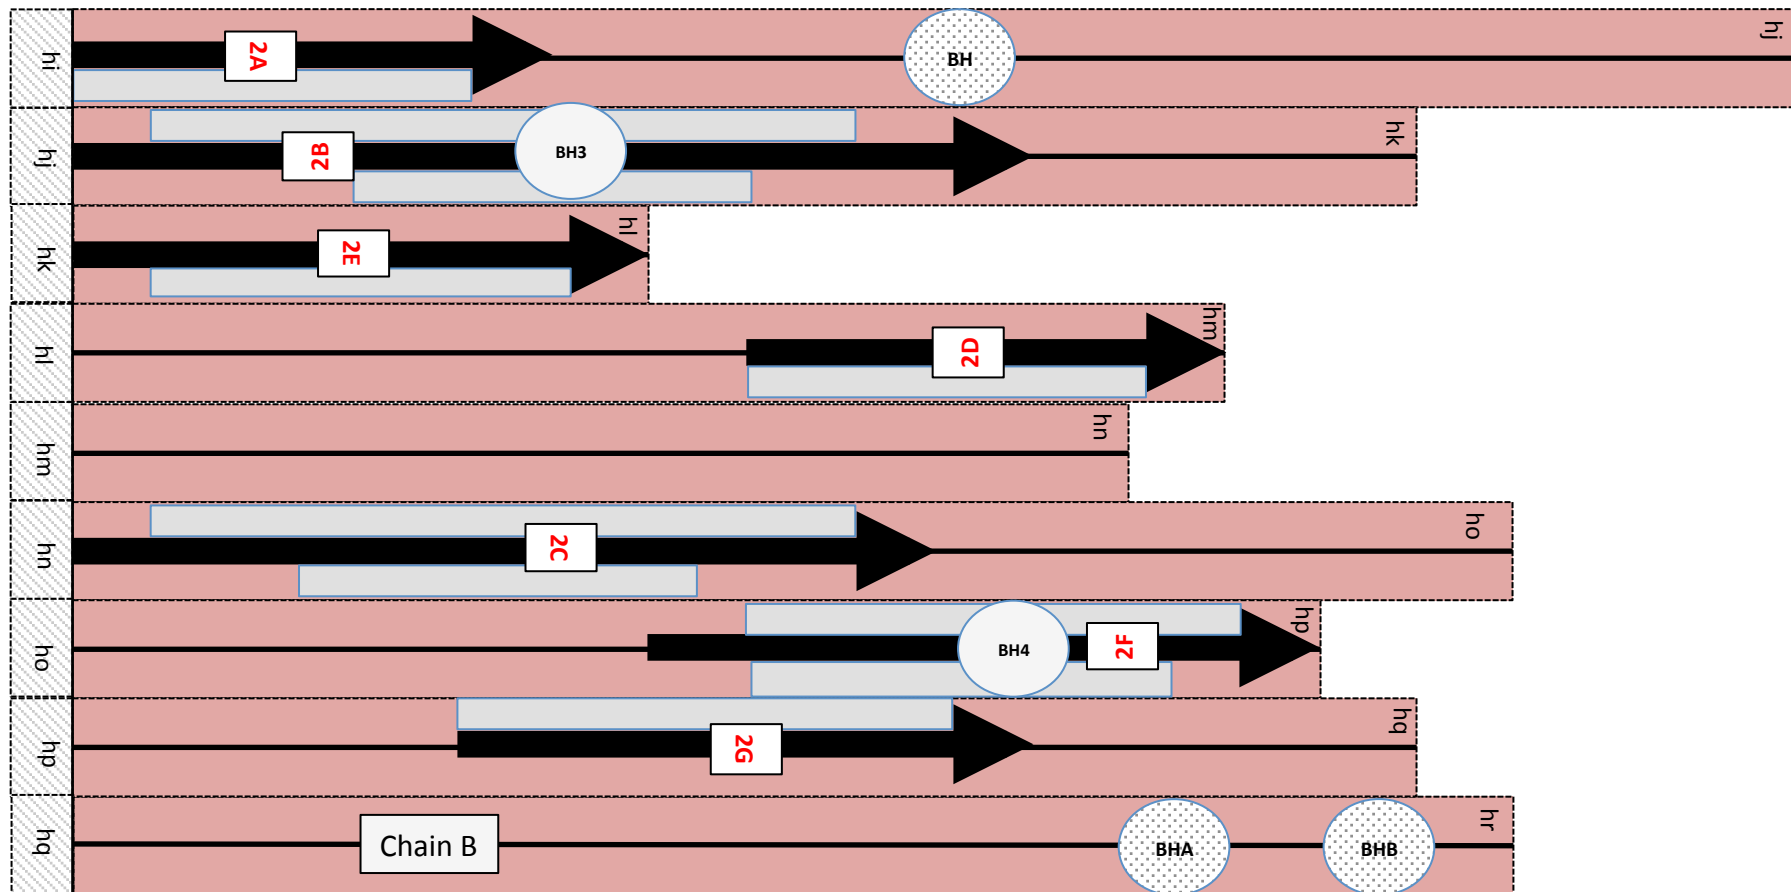 hi 2A BH hj
hj 2B BH3 hk
hk 2E hl
hl 2D hm
hm hn
hn 2C ho
ho BH4 2F hp
hp 2G hq
hq Chain B BHA BHB hr